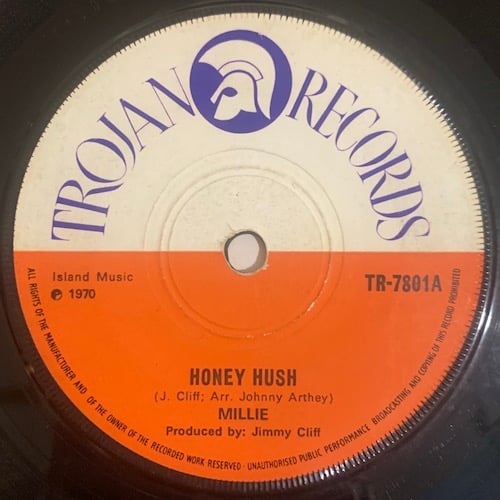 TROJAN RECORDS
Island Music
℗ 1970
TR-7801A
HONEY HUSH
(J. Cliff; Arr. Johnny Arthey)
MILLIE
Produced by: Jimmy Cliff
ALL RIGHTS OF THE MANUFACTURER AND OF THE OWNER OF THE RECORDED WORK RESERVED · UNAUTHORISED PUBLIC PERFORMANCE BROADCASTING AND COPYING OF THIS RECORD PROHIBITED